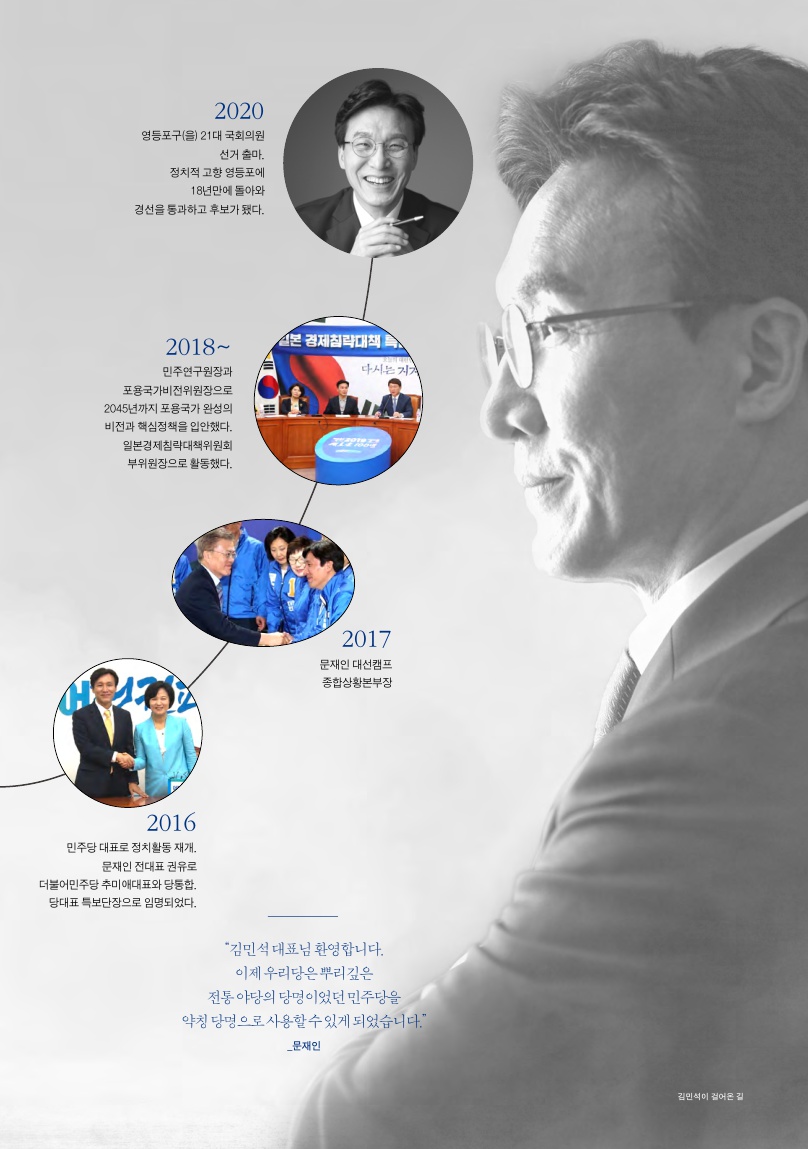 2020
영등포구(을) 21대 국회의원
선거 출마.
정치적 고향 영등포에
18년만에 돌아와
경선을 통과하고 후보가 됐다.
일본 경제침략대책 특
다시는 지지
2018~
민주연구원장과
포용국가비전위원장으로
2045년까지 포용국가 완성의
비전과 핵심정책을 입안했다.
일본경제침략대책위원회
부위원장으로 활동했다.
2017
문재인 대선캠프
종합상황본부장
2016
민주당 대표로 정치활동 재개.
문재인 전대표 권유로
더불어민주당 추미애대표와 당통합.
당대표 특보단장으로 임명되었다.
“김민석 대표님 환영합니다.
이제 우리당은 뿌리깊은
전통 야당의 당명이었던 민주당을
약칭 당명으로 사용할 수 있게 되었습니다.”
_문재인
김민석이 걸어온 길